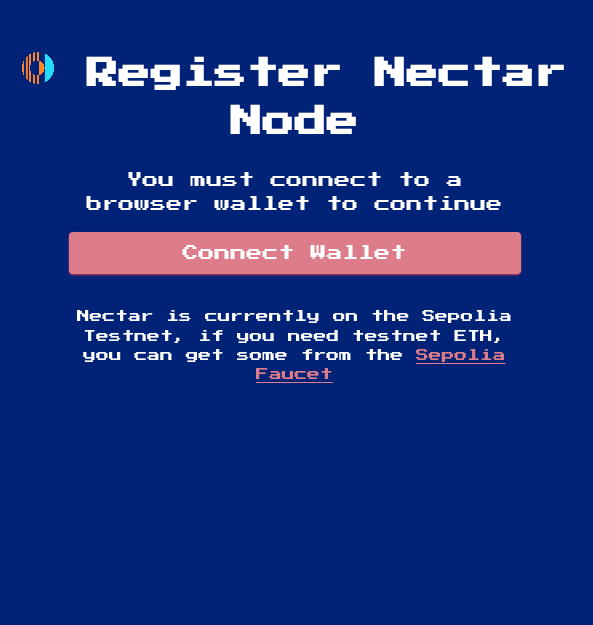 Register Nectar
Node
You must connect to a
browser wallet to continue
Connect Wallet
Nectar is currently on the Sepolia
Testnet, if you need testnet ETH,
you can get some from the Sepolia
Faucet